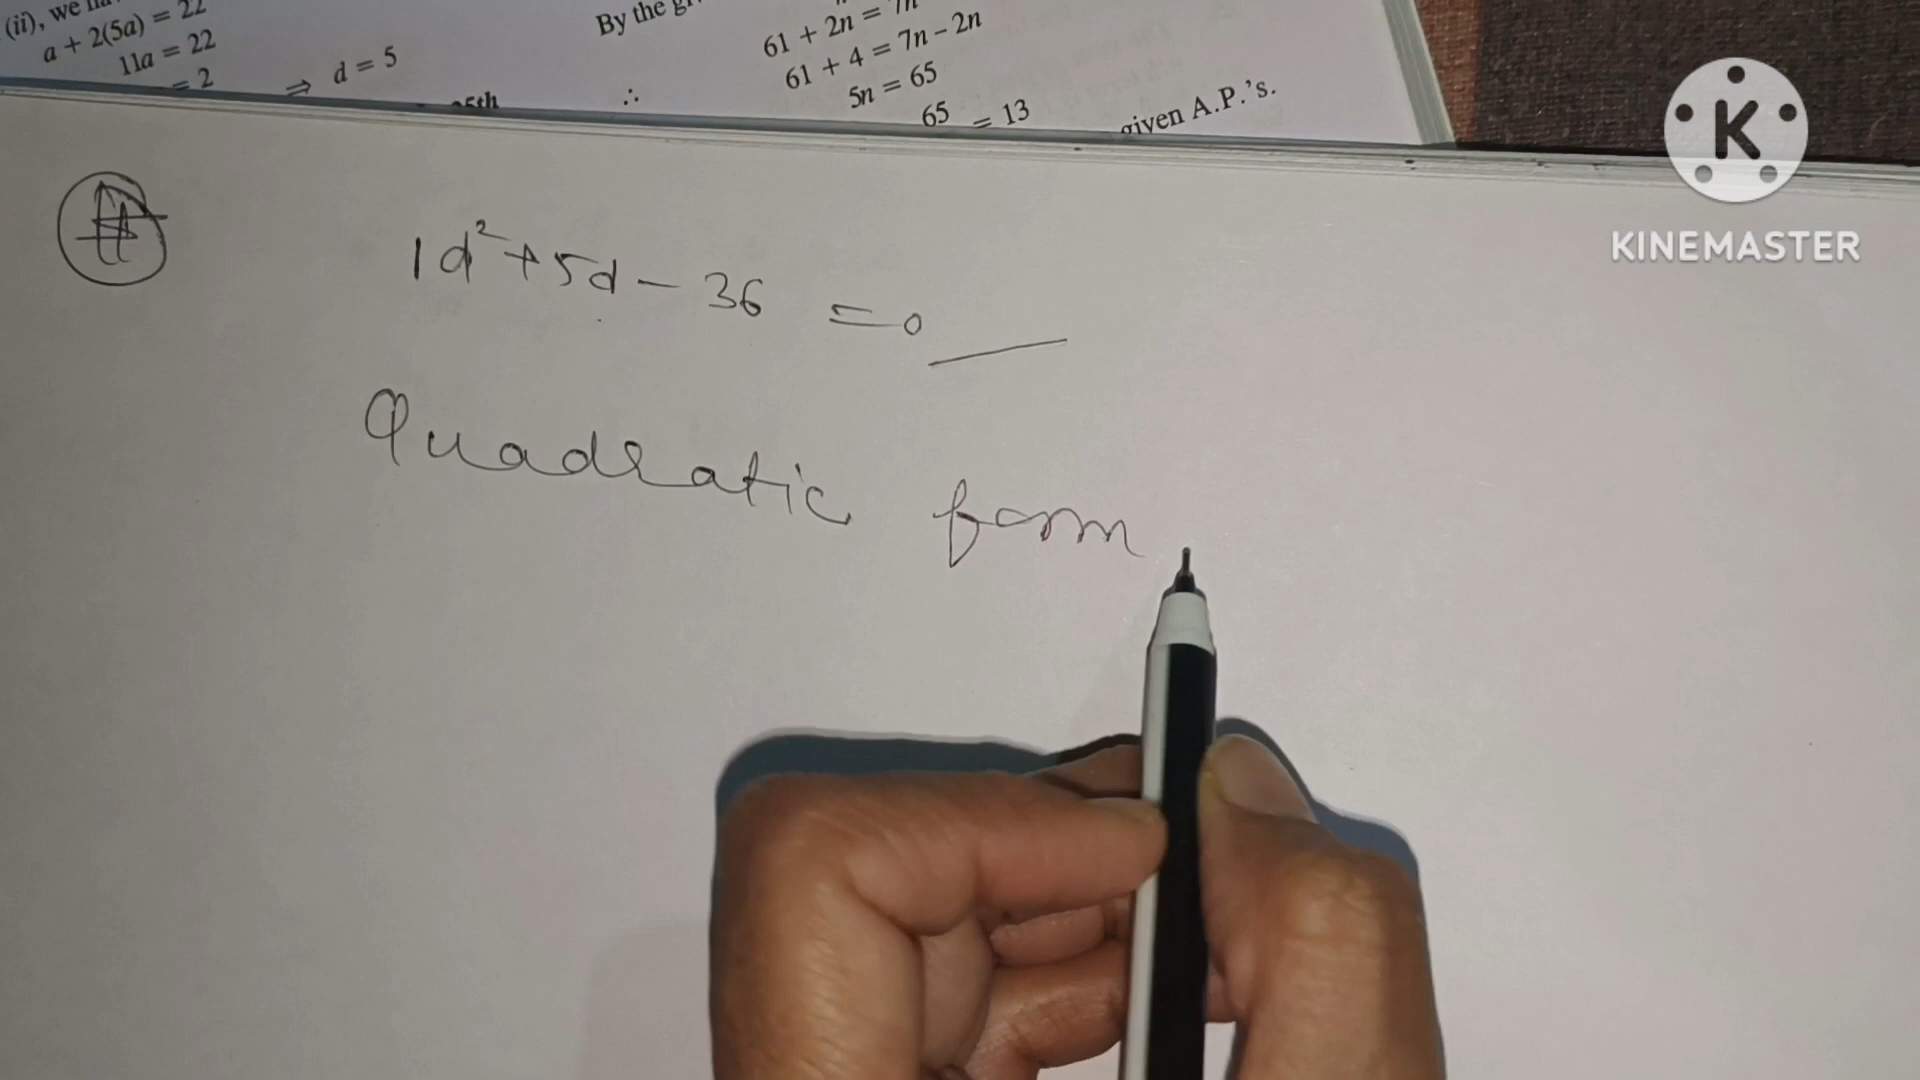 (ii), we
a + 2(5a) = 22
11a = 22
= 2 ⇒ d = 5
By the
∴
61 + 2n = 7n
61 + 4 = 7n – 2n
5n = 65
65 = 13
given A.P.'s.
#
1d² + 5d - 36 = 0
Quadratic form
K
KINEMASTER